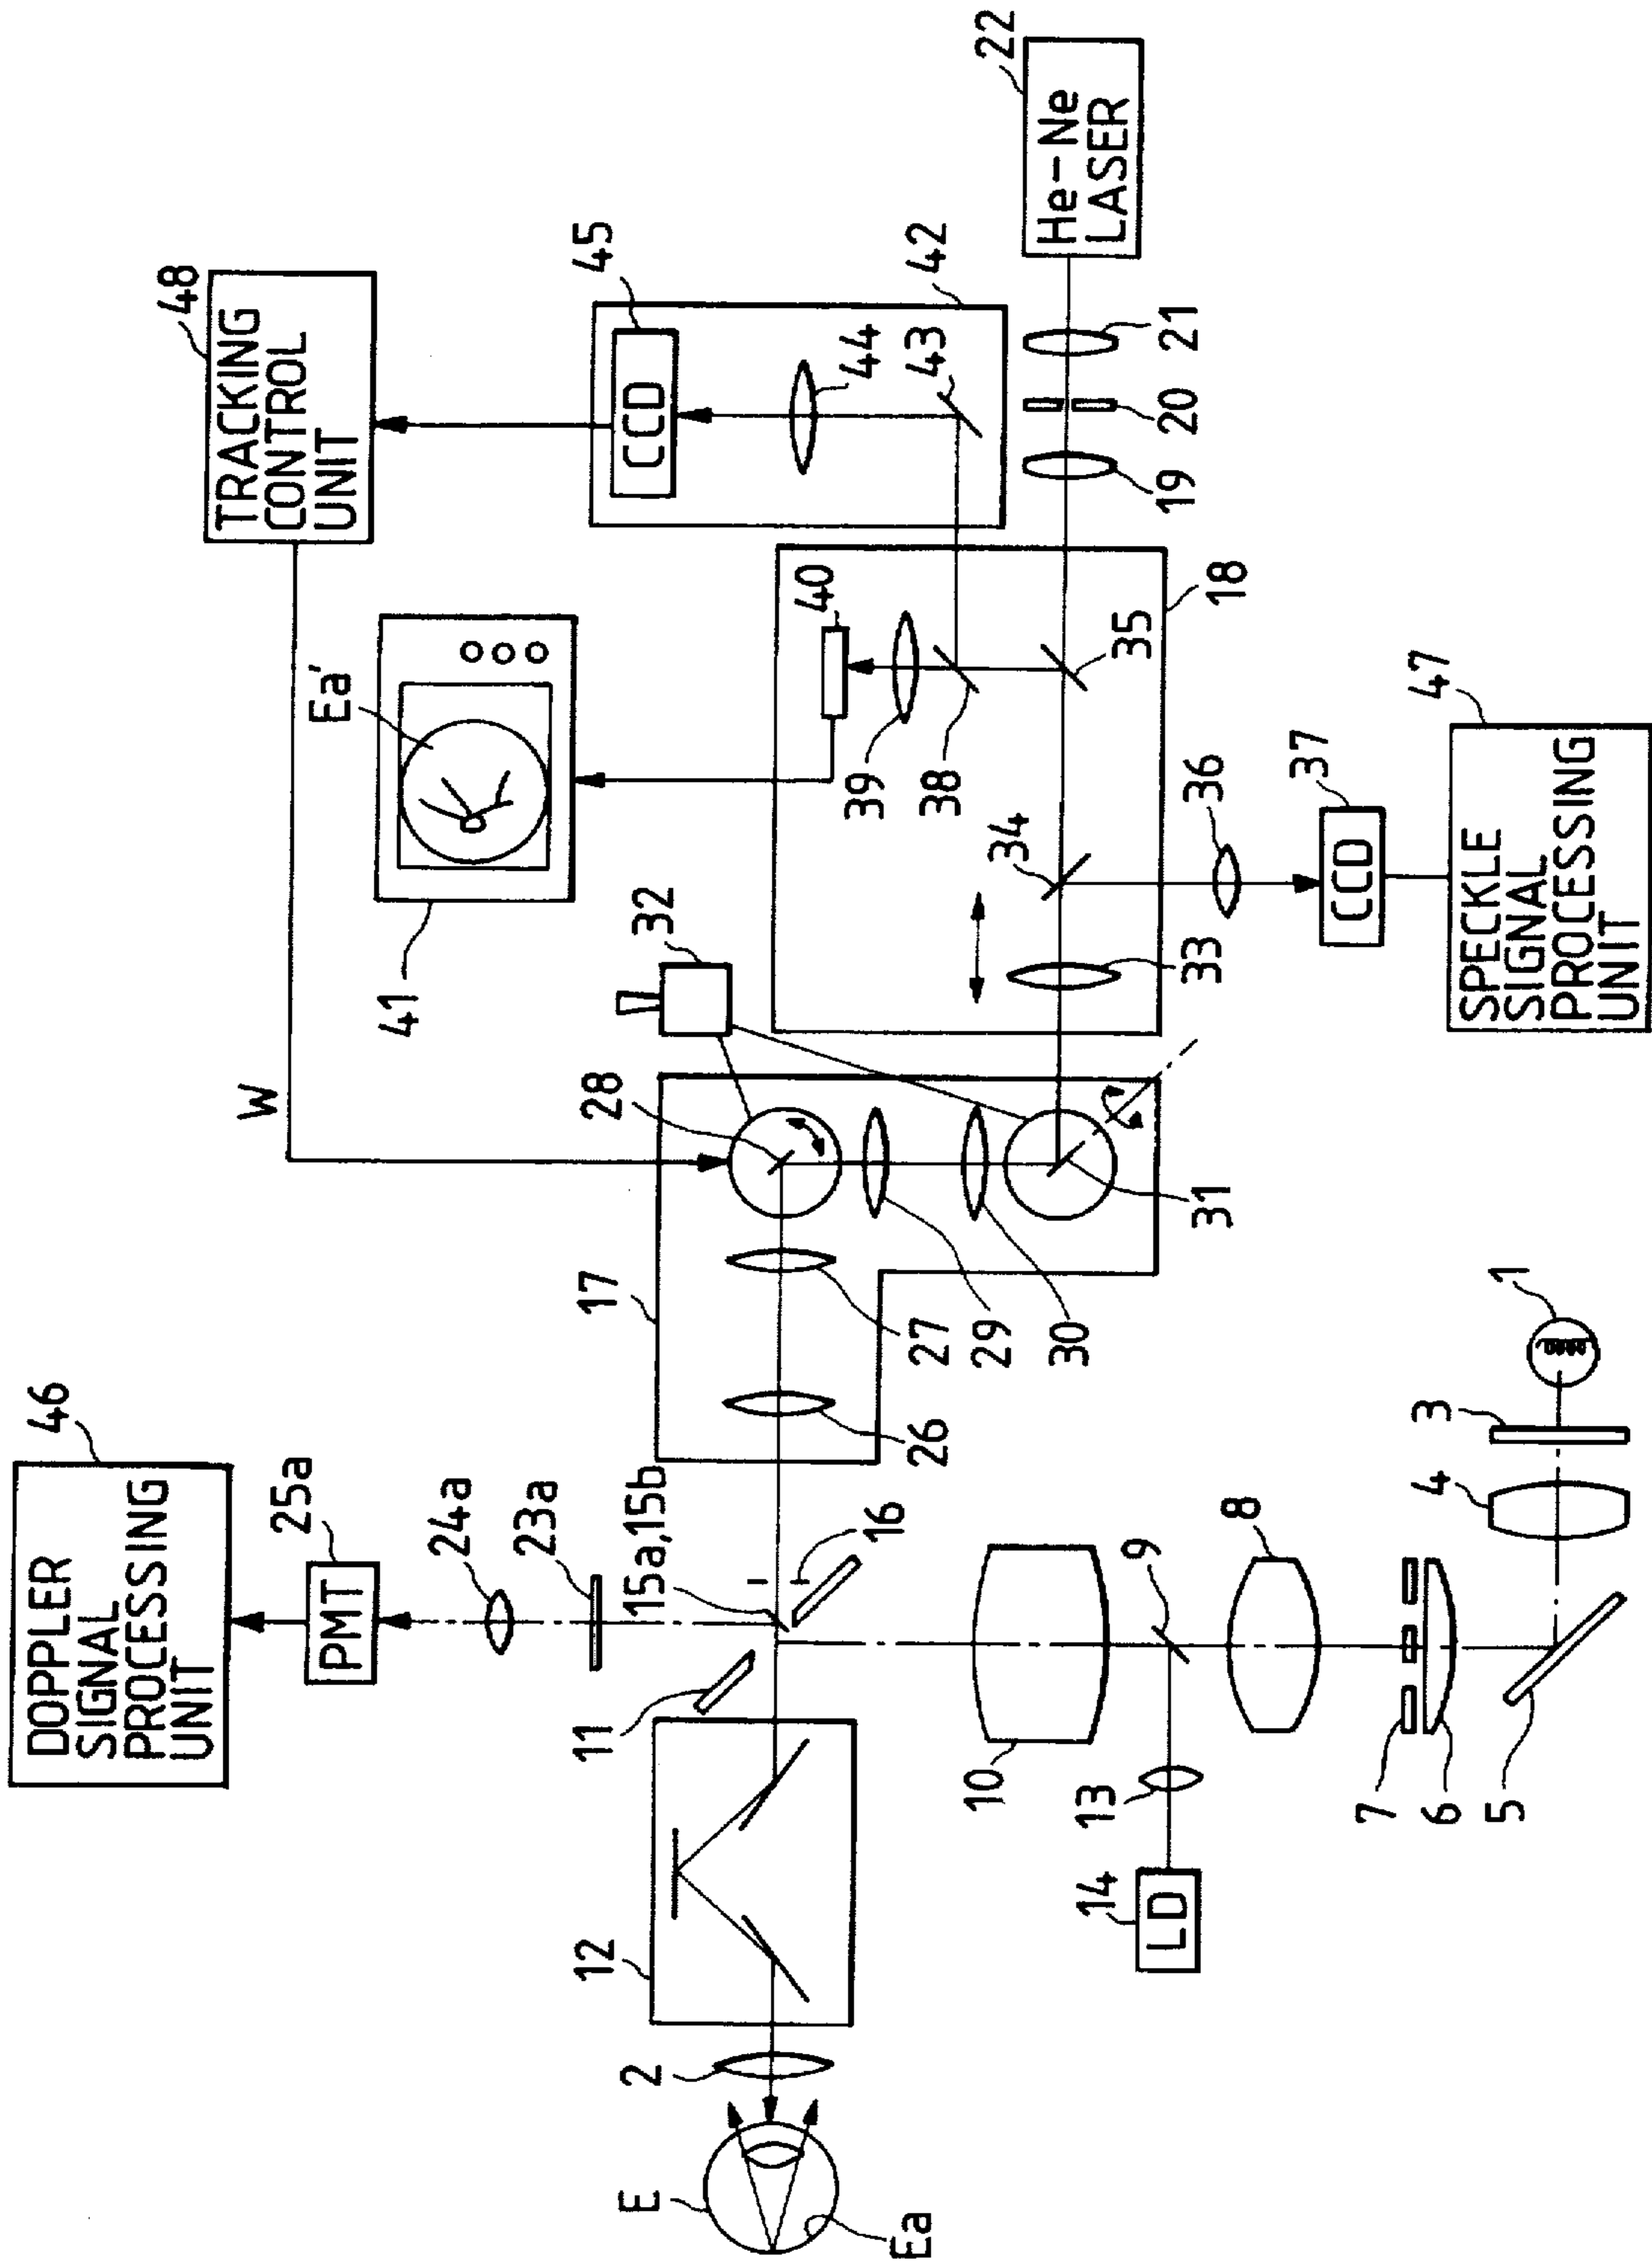 DOPPLER
SIGNAL
PROCESSING
UNIT
46
PMT
25a
24a
23a
15a,15b
16
11
12
2
E
Ea
17
26
27
28
29
30
31
W
32
TRACKING
CONTROL
UNIT
48
Ea'
41
CCD
45
42
44
43
40
39
38
35
34
33
18
He-Ne
LASER
22
21
20
19
36
CCD
37
SPECKLE
SIGNAL
PROCESSING
UNIT
47
10
9
8
13
LD
14
7
6
5
4
3
1